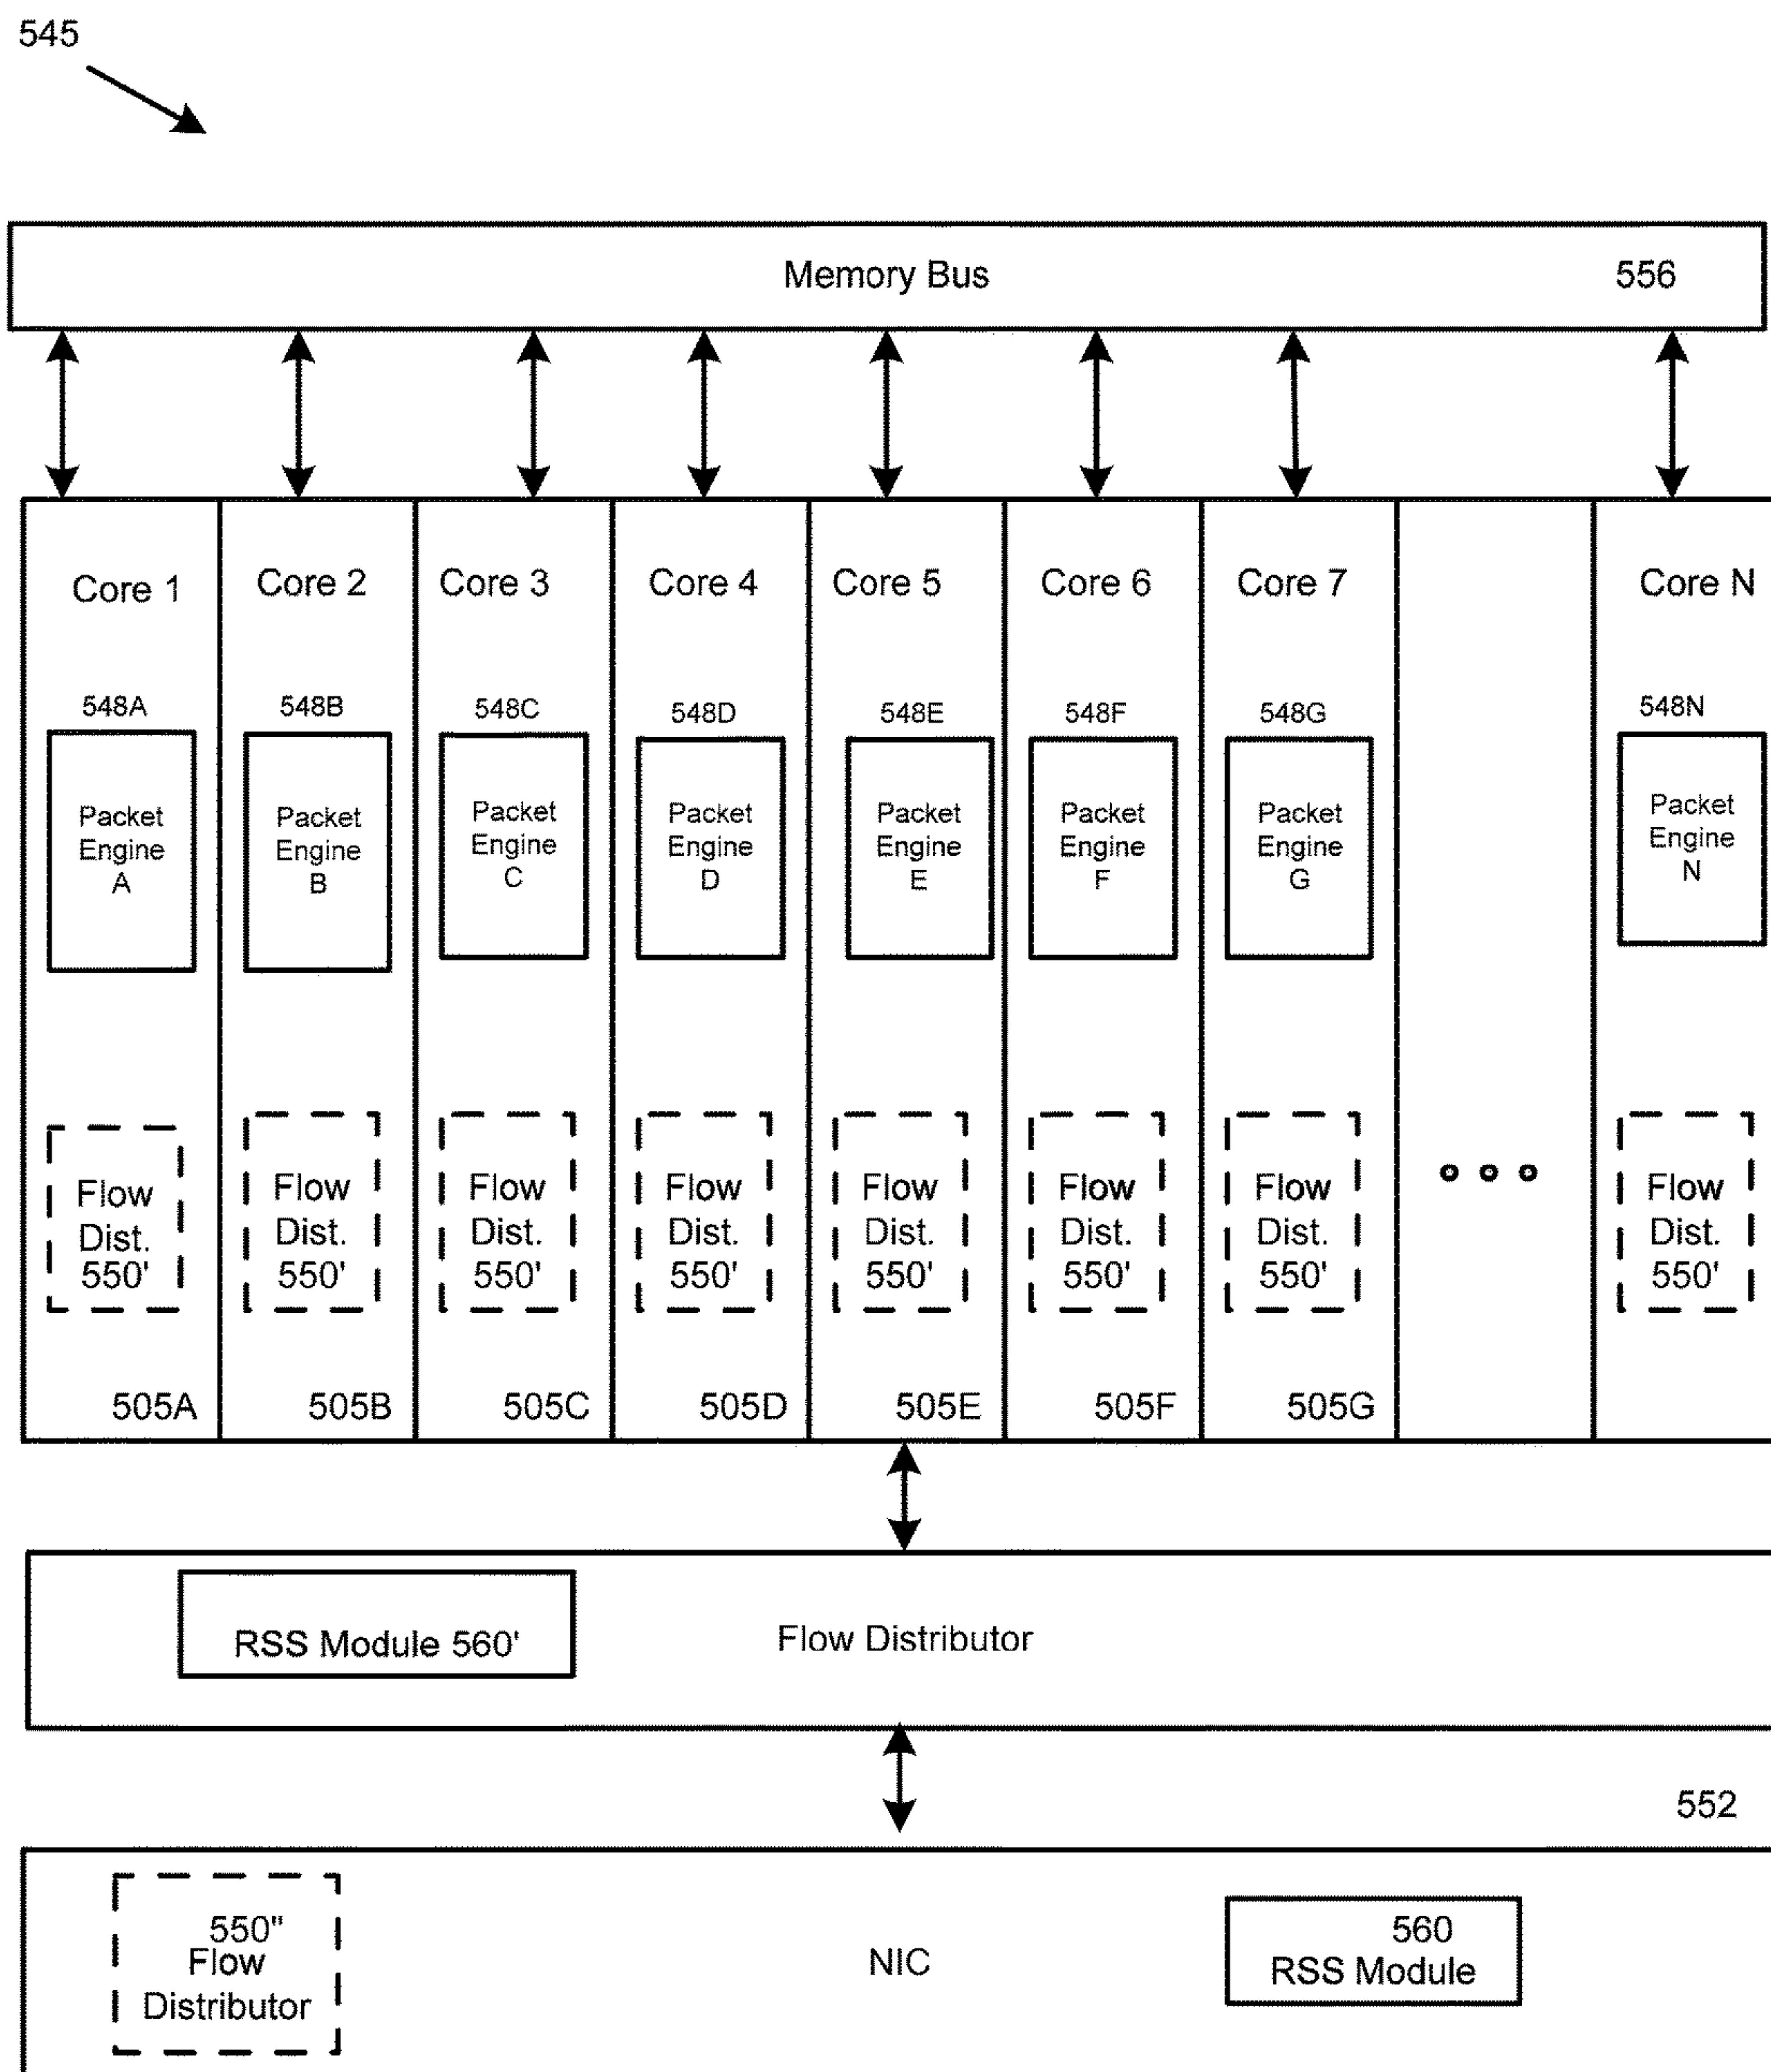 545
Memory Bus 556
Core 1 Core 2 Core 3 Core 4 Core 5 Core 6 Core 7 Core N
548A 548B 548C 548D 548E 548F 548G 548N
Packet Packet Packet Packet Packet Packet Packet Packet
Engine Engine Engine Engine Engine Engine Engine Engine
A B C D E F G N
Flow Flow Flow Flow Flow Flow Flow Flow
Dist. Dist. Dist. Dist. Dist. Dist. Dist. Dist.
550' 550' 550' 550' 550' 550' 550' 550'
505A 505B 505C 505D 505E 505F 505G
RSS Module 560' Flow Distributor
552
550" 560
Flow NIC RSS Module
Distributor